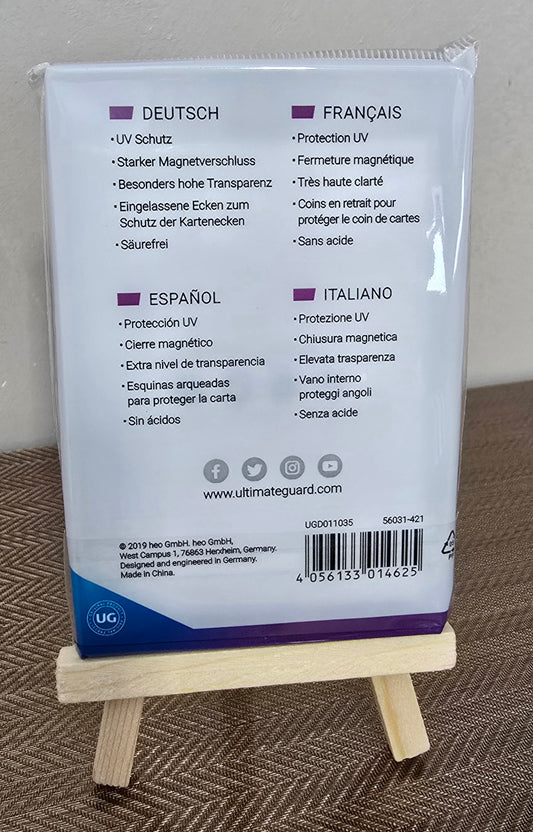 DEUTSCH
• UV Schutz
• Starker Magnetverschluss
• Besonders hohe Transparenz
• Eingelassene Ecken zum
Schutz der Kartenecken
• Säurefrei
FRANÇAIS
• Protection UV
• Fermeture magnétique
• Très haute clarté
• Coins en retrait pour
protéger le coin de cartes
• Sans acide
ESPAÑOL
• Protección UV
• Cierre magnético
• Extra nivel de transparencia
• Esquinas arqueadas
para proteger la carta
• Sin ácidos
ITALIANO
• Protezione UV
• Chiusura magnetica
• Elevata trasparenza
• Vano interno
proteggi angoli
• Senza acide
www.ultimateguard.com
© 2019 heo GmbH. heo GmbH,
West Campus 1, 76863 Herxheim, Germany.
Designed and engineered in Germany.
Made in China.
UGD011035 56031-421
4 056133 014625
UG